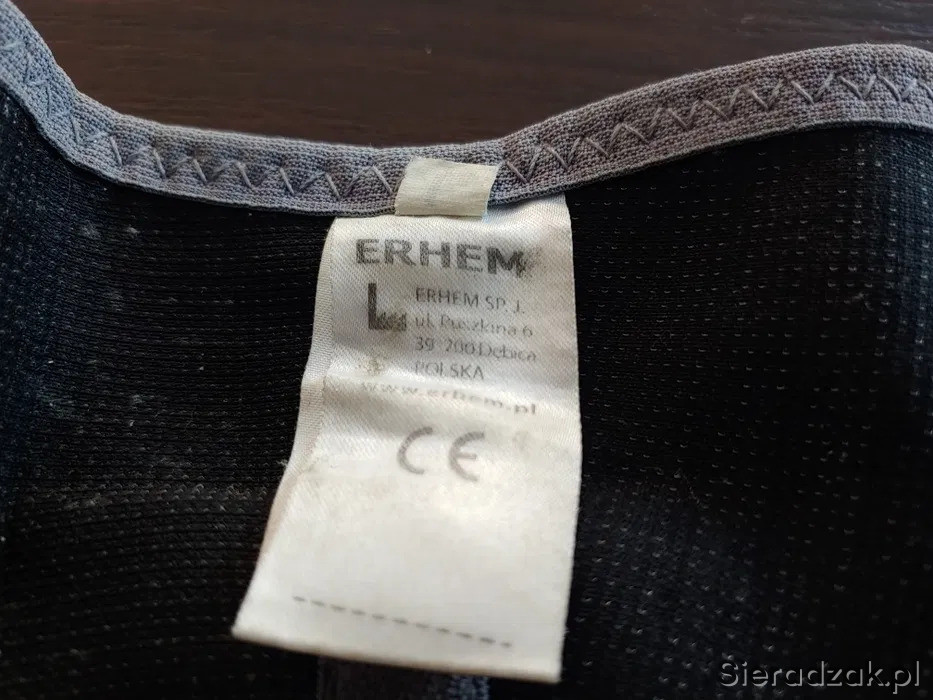 ERHEM
ERHEM SP. J.
ul. Puszkina 6
39-200 Dębica
POLSKA
www.erhem.pl
CE
Sieradzak.pl